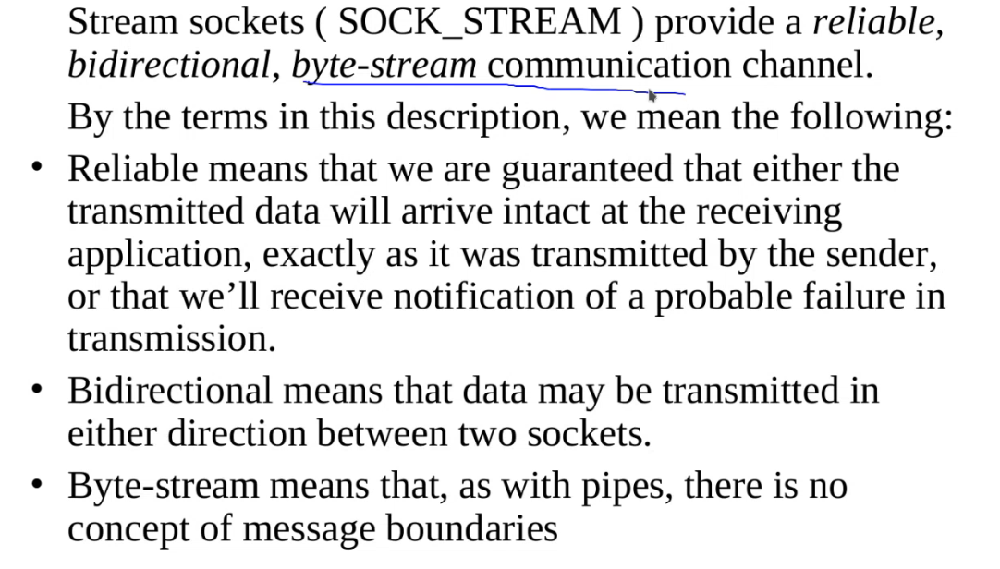 Stream sockets ( SOCK_STREAM ) provide a reliable,
bidirectional, byte-stream communication channel.
By the terms in this description, we mean the following:
• Reliable means that we are guaranteed that either the
transmitted data will arrive intact at the receiving
application, exactly as it was transmitted by the sender,
or that we’ll receive notification of a probable failure in
transmission.
• Bidirectional means that data may be transmitted in
either direction between two sockets.
• Byte-stream means that, as with pipes, there is no
concept of message boundaries